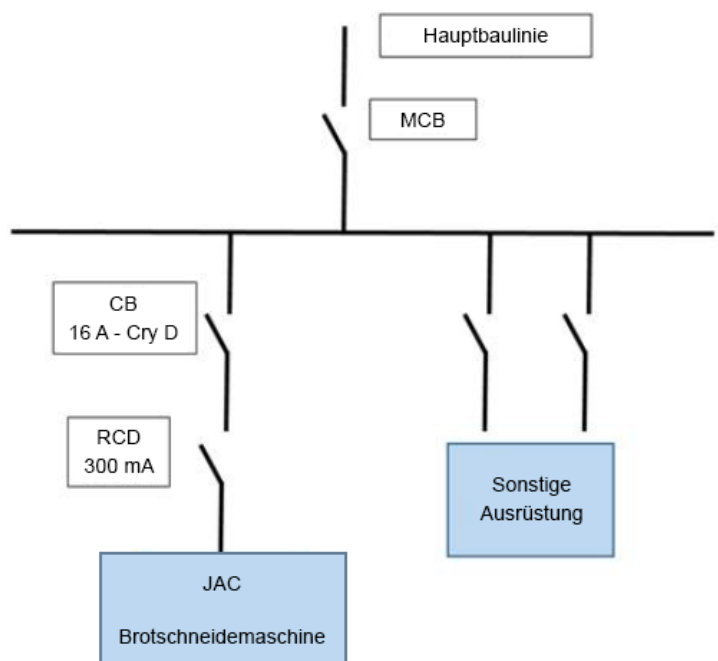 Hauptbaulinie
MCB
CB
16 A - Cry D
RCD
300 mA
Sonstige
Ausrüstung
JAC
Brotschneidemaschine